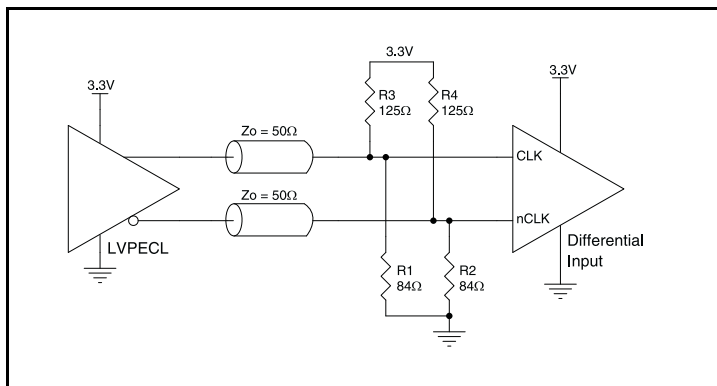 3.3V
3.3V
3.3V
R3
125Ω
R4
125Ω
Zo = 50Ω
CLK
Zo = 50Ω
nCLK
LVPECL
Differential
Input
R1
84Ω
R2
84Ω